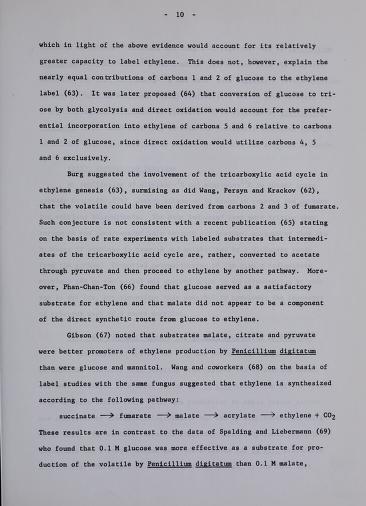 - 10 -
which in light of the above evidence would account for its relatively
greater capacity to label ethylene. This does not, however, explain the
nearly equal contributions of carbons 1 and 2 of glucose to the ethylene
label (63). It was later proposed (64) that conversion of glucose to tri-
ose by both glycolysis and direct oxidation would account for the prefer-
ential incorporation into ethylene of carbons 5 and 6 relative to carbons
1 and 2 of glucose, since direct oxidation would utilize carbons 4, 5
and 6 exclusively.
Burg suggested the involvement of the tricarboxylic acid cycle in
ethylene genesis (63), surmising as did Wang, Persyn and Krackov (62),
that the volatile could have been derived from carbons 2 and 3 of fumarate.
Such conjecture is not consistent with a recent publication (65) stating
on the basis of rate experiments with labeled substrates that intermedi-
ates of the tricarboxylic acid cycle are, rather, converted to acetate
through pyruvate and then proceed to ethylene by another pathway. More-
over, Phan-Chan-Ton (66) found that glucose served as a satisfactory
substrate for ethylene and that malate did not appear to be a component
of the direct synthetic route from glucose to ethylene.
Gibson (67) noted that substrates malate, citrate and pyruvate
were better promoters of ethylene production by Penicillium digitatum
than were glucose and mannitol. Wang and coworkers (68) on the basis of
label studies with the same fungus suggested that ethylene is synthesized
according to the following pathway:
succinate —> fumarate —> malate —> acrylate —> ethylene + CO2
These results are in contrast to the data of Spalding and Liebermann (69)
who found that 0.1 M glucose was more effective as a substrate for pro-
duction of the volatile by Penicillium digitatum than 0.1 M malate,